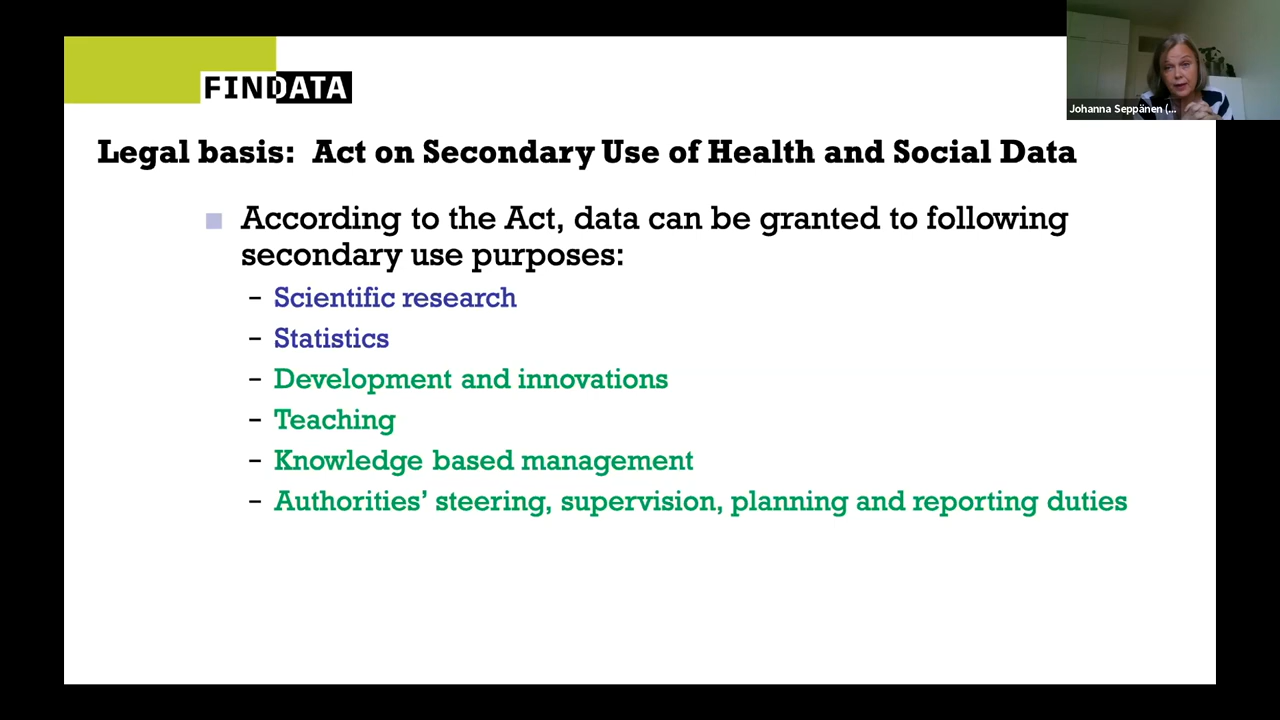 FINDATA
Johanna Seppänen (...
Legal basis: Act on Secondary Use of Health and Social Data
According to the Act, data can be granted to following
secondary use purposes:
– Scientific research
– Statistics
– Development and innovations
– Teaching
– Knowledge based management
– Authorities’ steering, supervision, planning and reporting duties